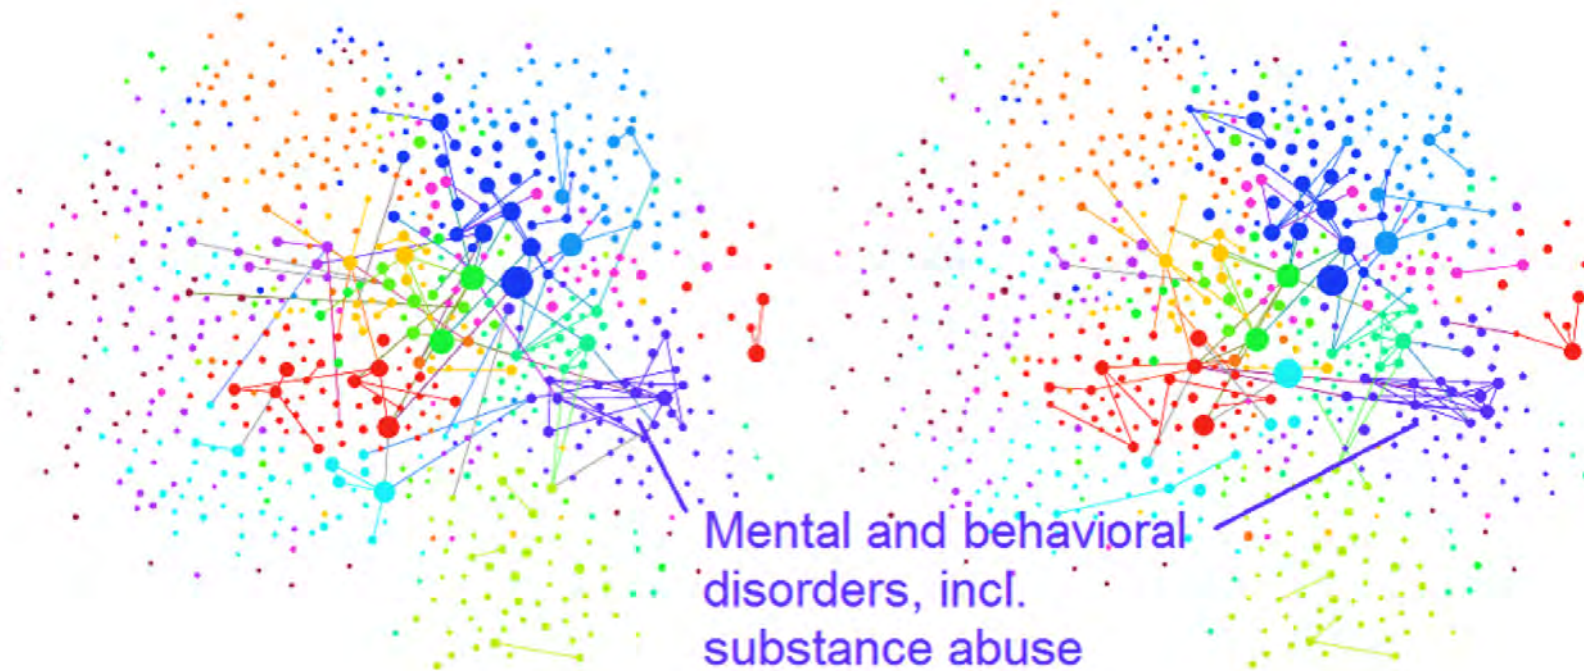 Mental and behavioral
disorders, incl.
substance abuse